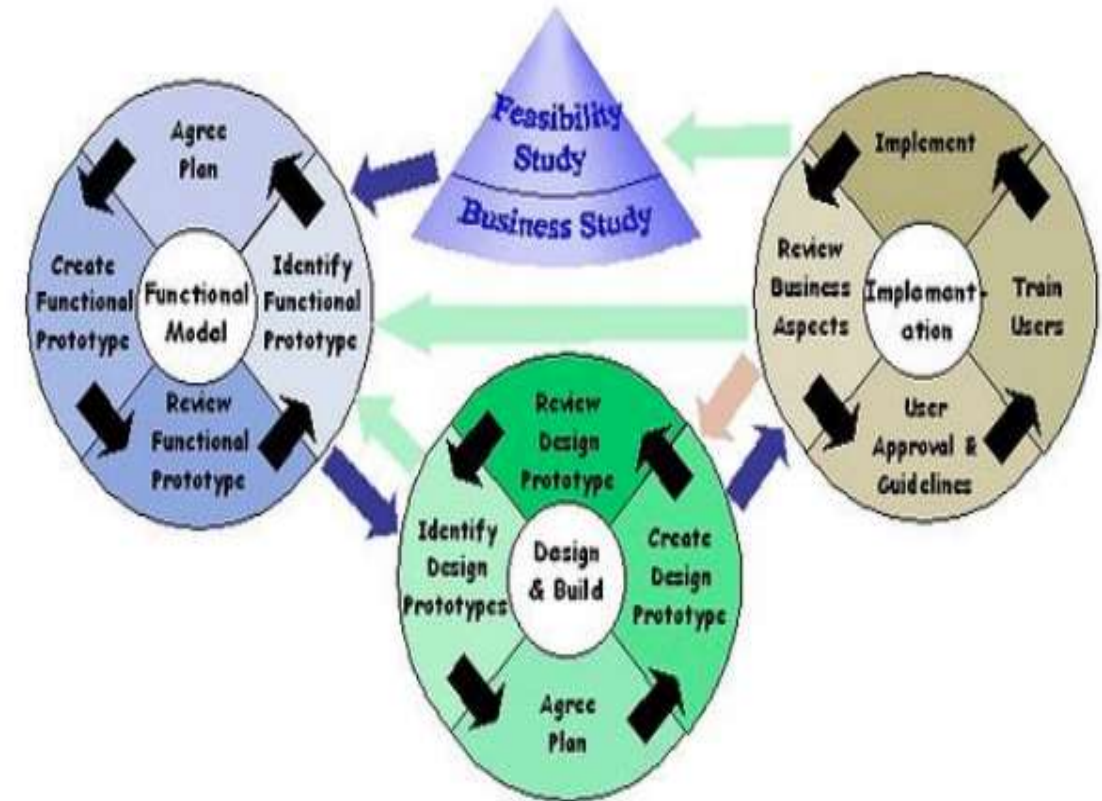 Feasibility
Study
Business Study
Agree
Plan
Create
Functional
Prototype
Functional
Model
Identify
Functional
Prototype
Review
Functional
Prototype
Review
Design
Prototype
Identify
Design
Prototypes
Design
& Build
Create
Design
Prototype
Agree
Plan
Implement
Review
Business
Aspects
Implement-
ation
Train
Users
User
Approval &
Guidelines